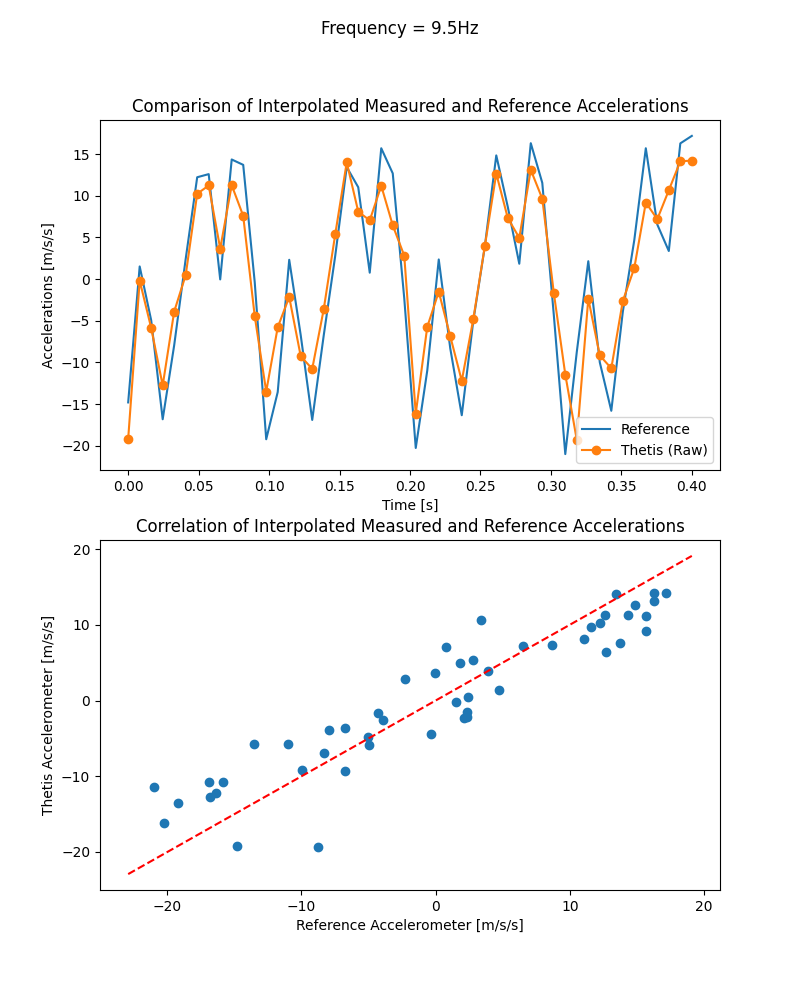 Frequency = 9.5Hz
Comparison of Interpolated Measured and Reference Accelerations
15
10
5
0
−5
−10
−15
−20
Accelerations [m/s/s]
Reference
Thetis (Raw)
0.00 0.05 0.10 0.15 0.20 0.25 0.30 0.35 0.40
Time [s]
Correlation of Interpolated Measured and Reference Accelerations
20
10
0
−10
−20
Thetis Accelerometer [m/s/s]
−20 −10 0 10 20
Reference Accelerometer [m/s/s]